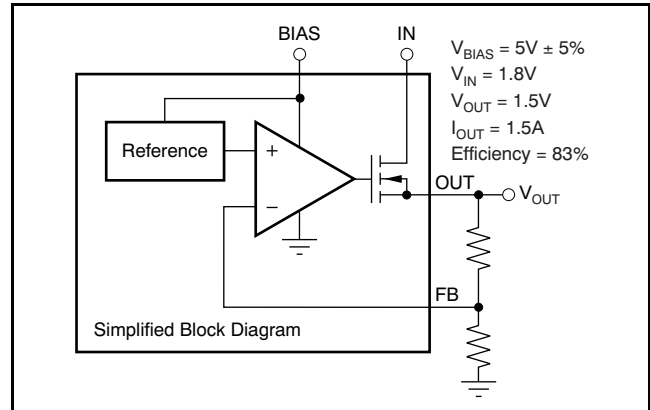 BIAS
IN
V_BIAS = 5V ± 5%
V_IN = 1.8V
V_OUT = 1.5V
I_OUT = 1.5A
Efficiency = 83%
Reference
+
−
OUT
V_OUT
FB
Simplified Block Diagram